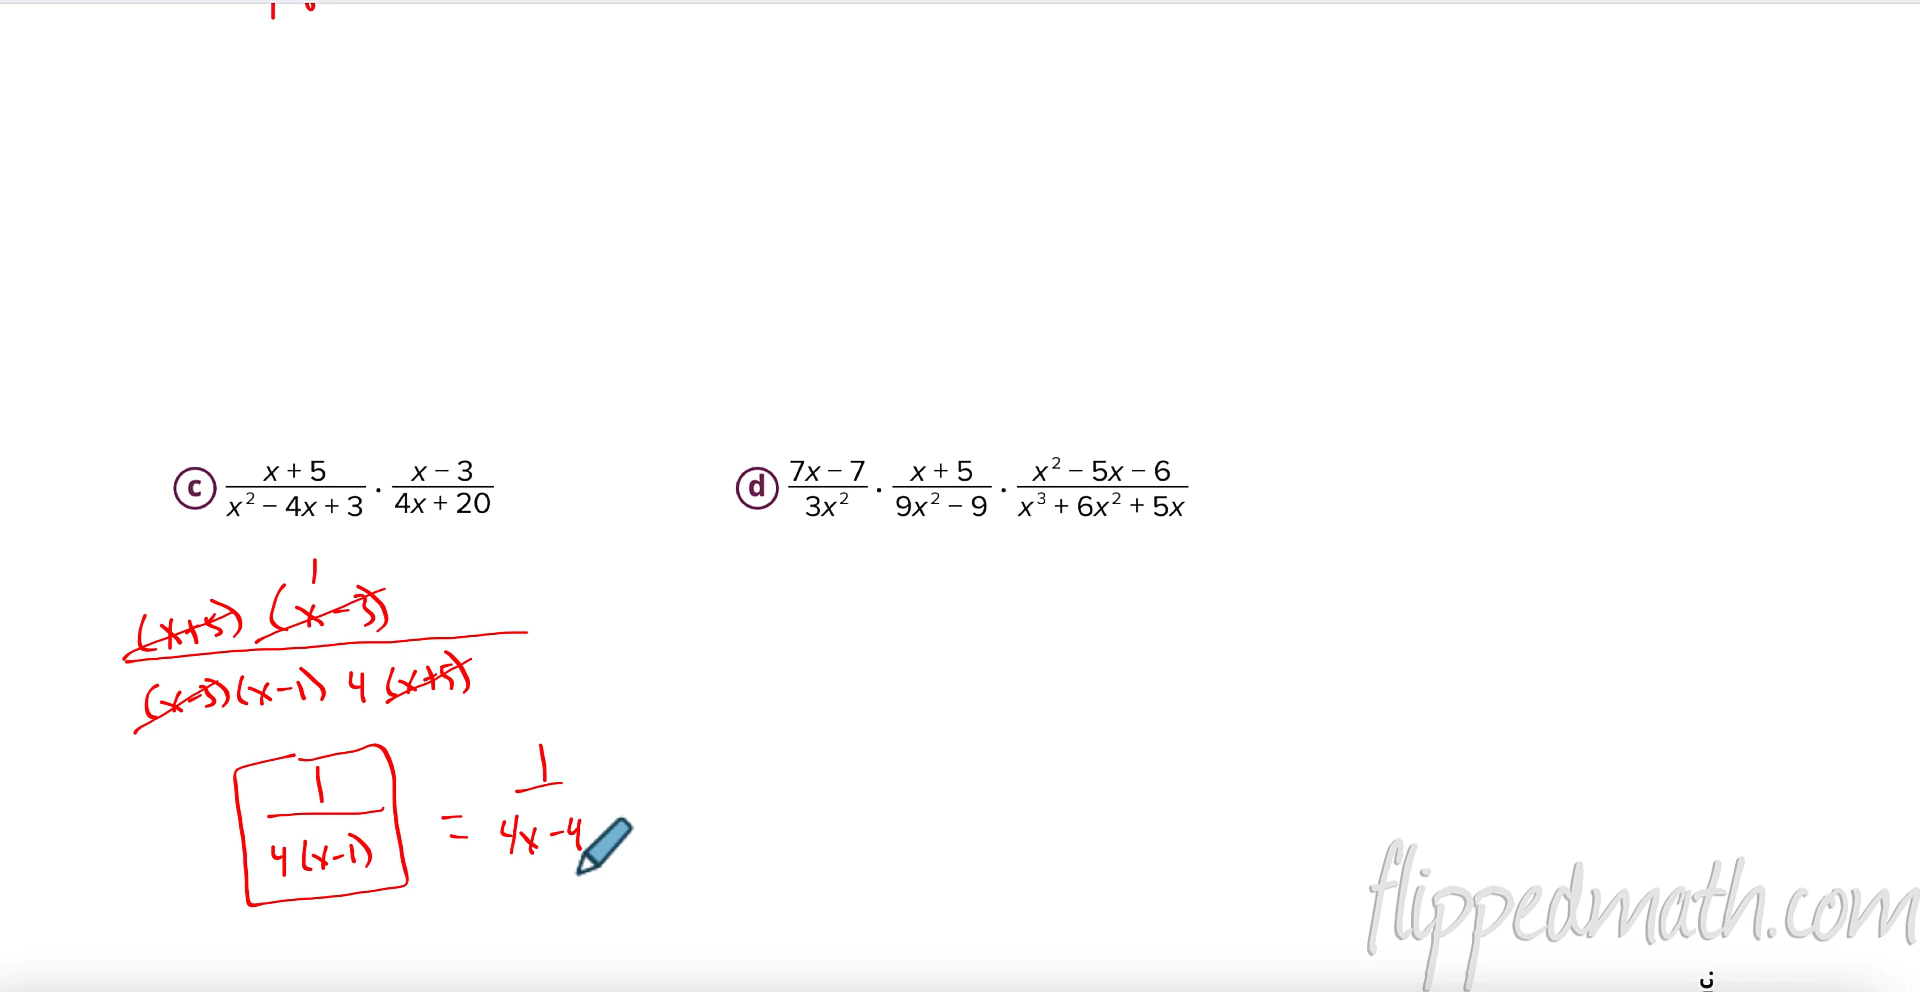 c (x + 5)/(x² − 4x + 3) · (x − 3)/(4x + 20)
d (7x − 7)/(3x²) · (x + 5)/(9x² − 9) · (x² − 5x − 6)/(x³ + 6x² + 5x)
1
(x+5) (x-3)
(x-3)(x-1) 4 (x+5)
1/(4(x-1)) = 1/(4x-4
flippedmath.com